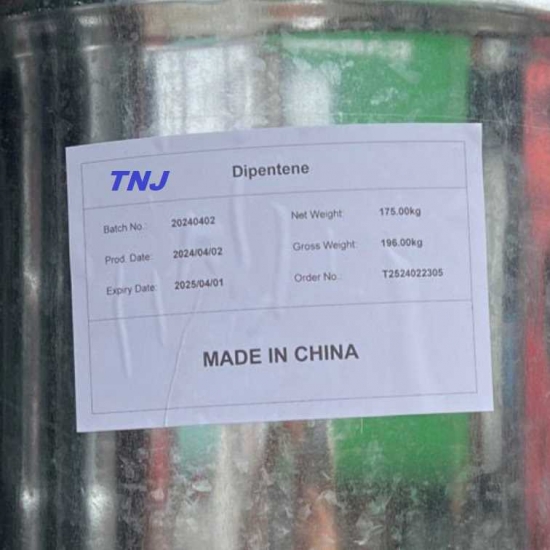 TNJ Dipentene
Batch No.: 20240402 Net Weight: 175.00kg
Prod. Date: 2024/04/02 Gross Weight: 196.00kg
Expiry Date: 2025/04/01 Order No.: T2524022305
MADE IN CHINA